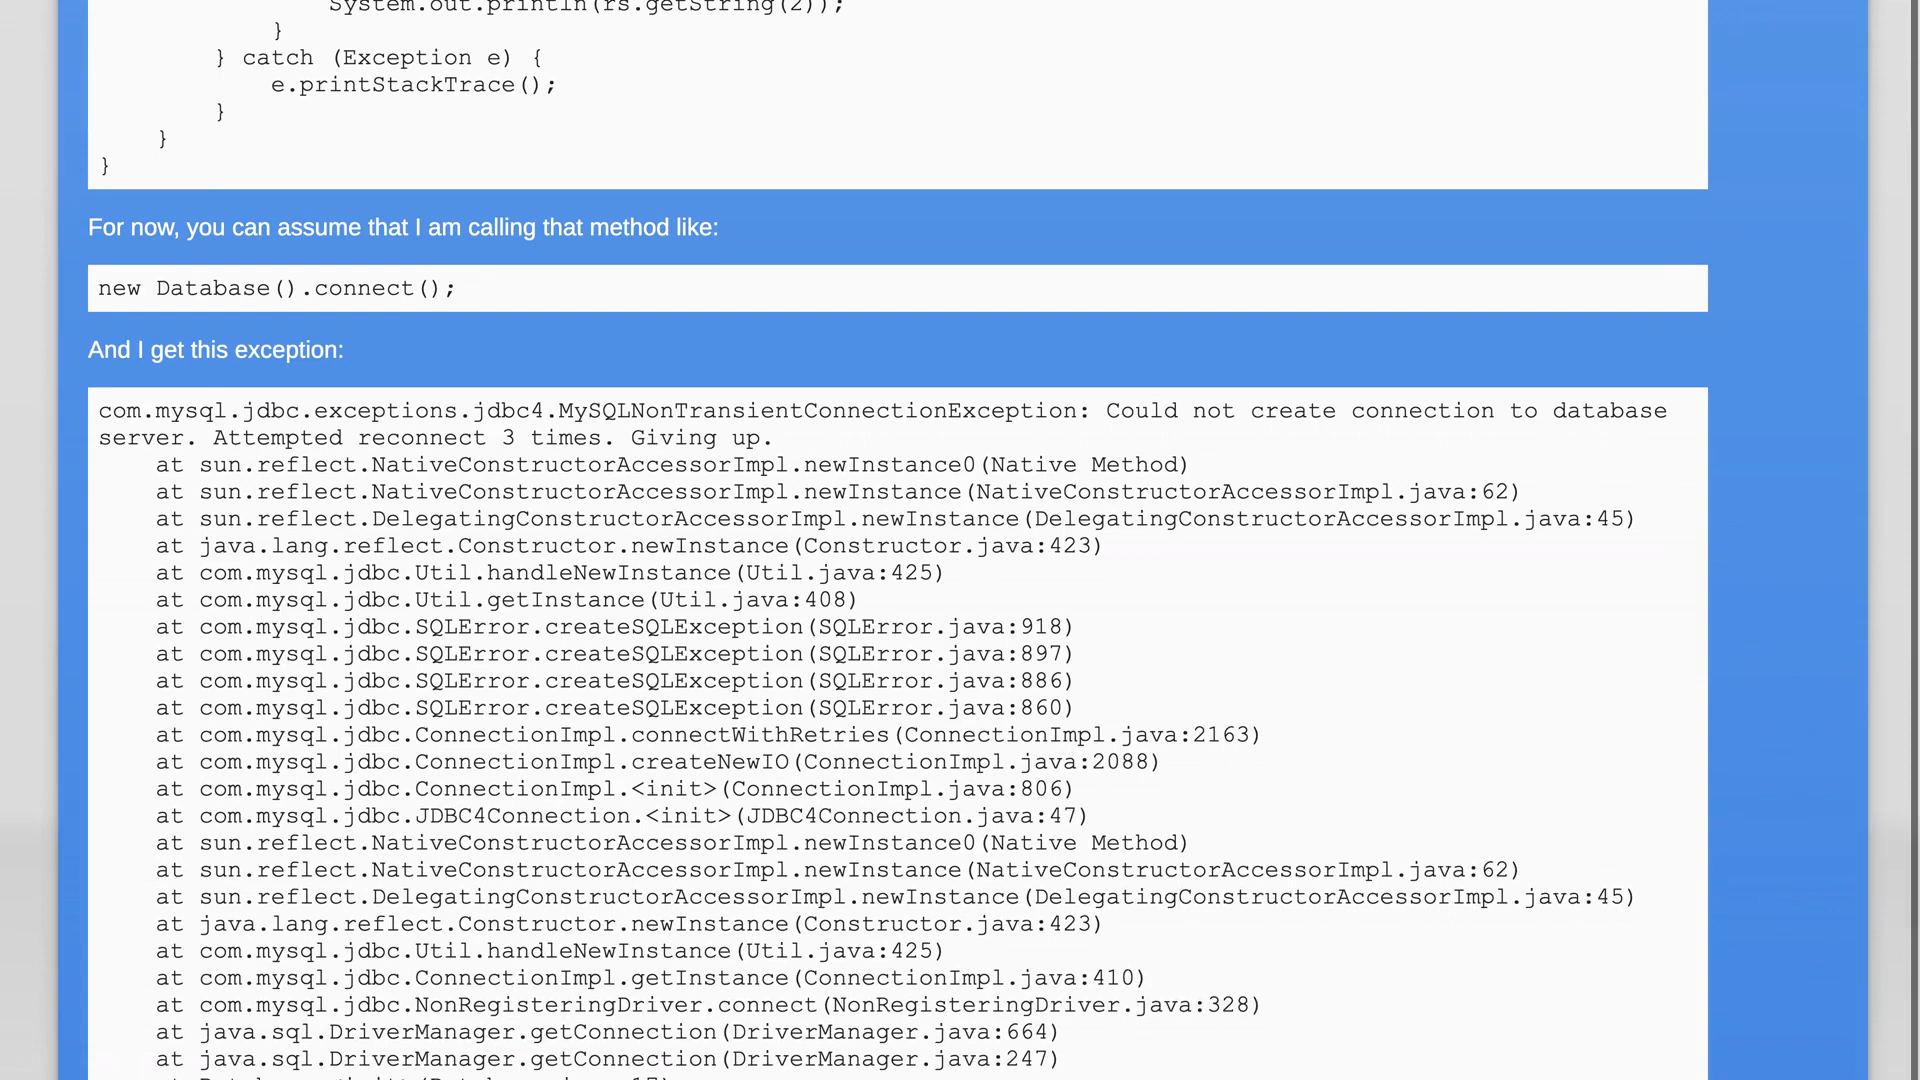 System.out.println(rs.getString(2));
}
} catch (Exception e) {
e.printStackTrace();
}
}
}
For now, you can assume that I am calling that method like:
new Database().connect();
And I get this exception:
com.mysql.jdbc.exceptions.jdbc4.MySQLNonTransientConnectionException: Could not create connection to database
server. Attempted reconnect 3 times. Giving up.
at sun.reflect.NativeConstructorAccessorImpl.newInstance0(Native Method)
at sun.reflect.NativeConstructorAccessorImpl.newInstance(NativeConstructorAccessorImpl.java:62)
at sun.reflect.DelegatingConstructorAccessorImpl.newInstance(DelegatingConstructorAccessorImpl.java:45)
at java.lang.reflect.Constructor.newInstance(Constructor.java:423)
at com.mysql.jdbc.Util.handleNewInstance(Util.java:425)
at com.mysql.jdbc.Util.getInstance(Util.java:408)
at com.mysql.jdbc.SQLError.createSQLException(SQLError.java:918)
at com.mysql.jdbc.SQLError.createSQLException(SQLError.java:897)
at com.mysql.jdbc.SQLError.createSQLException(SQLError.java:886)
at com.mysql.jdbc.SQLError.createSQLException(SQLError.java:860)
at com.mysql.jdbc.ConnectionImpl.connectWithRetries(ConnectionImpl.java:2163)
at com.mysql.jdbc.ConnectionImpl.createNewIO(ConnectionImpl.java:2088)
at com.mysql.jdbc.ConnectionImpl.<init>(ConnectionImpl.java:806)
at com.mysql.jdbc.JDBC4Connection.<init>(JDBC4Connection.java:47)
at sun.reflect.NativeConstructorAccessorImpl.newInstance0(Native Method)
at sun.reflect.NativeConstructorAccessorImpl.newInstance(NativeConstructorAccessorImpl.java:62)
at sun.reflect.DelegatingConstructorAccessorImpl.newInstance(DelegatingConstructorAccessorImpl.java:45)
at java.lang.reflect.Constructor.newInstance(Constructor.java:423)
at com.mysql.jdbc.Util.handleNewInstance(Util.java:425)
at com.mysql.jdbc.ConnectionImpl.getInstance(ConnectionImpl.java:410)
at com.mysql.jdbc.NonRegisteringDriver.connect(NonRegisteringDriver.java:328)
at java.sql.DriverManager.getConnection(DriverManager.java:664)
at java.sql.DriverManager.getConnection(DriverManager.java:247)